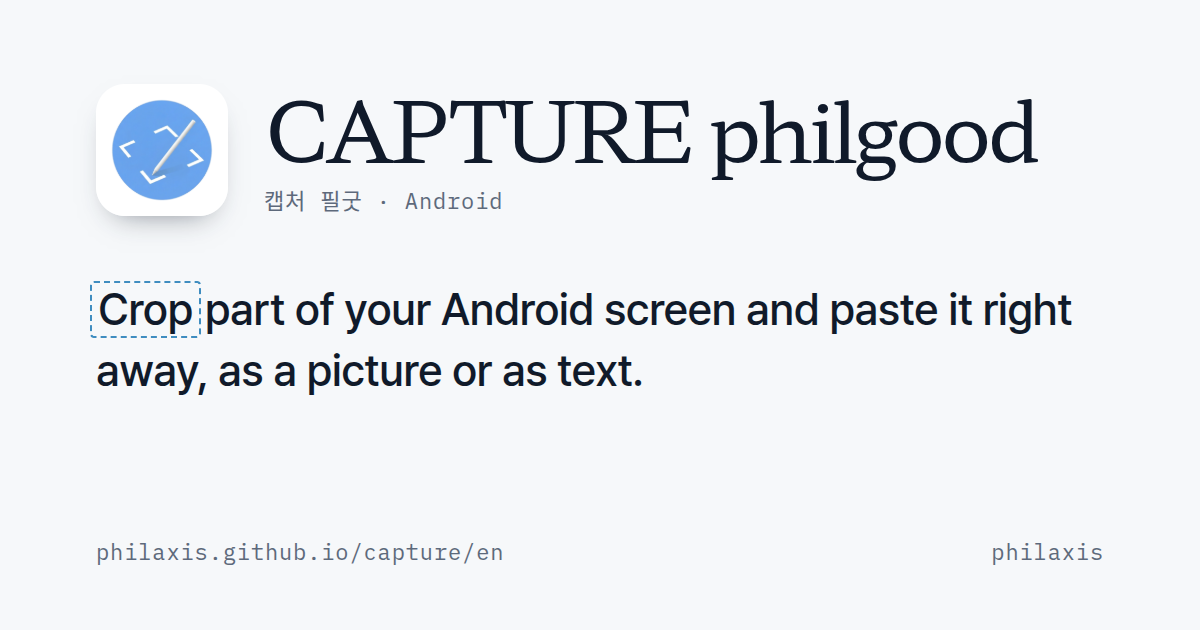 CAPTURE philgood
캡처 필굿 · Android
Crop part of your Android screen and paste it right
away, as a picture or as text.
philaxis.github.io/capture/en
philaxis